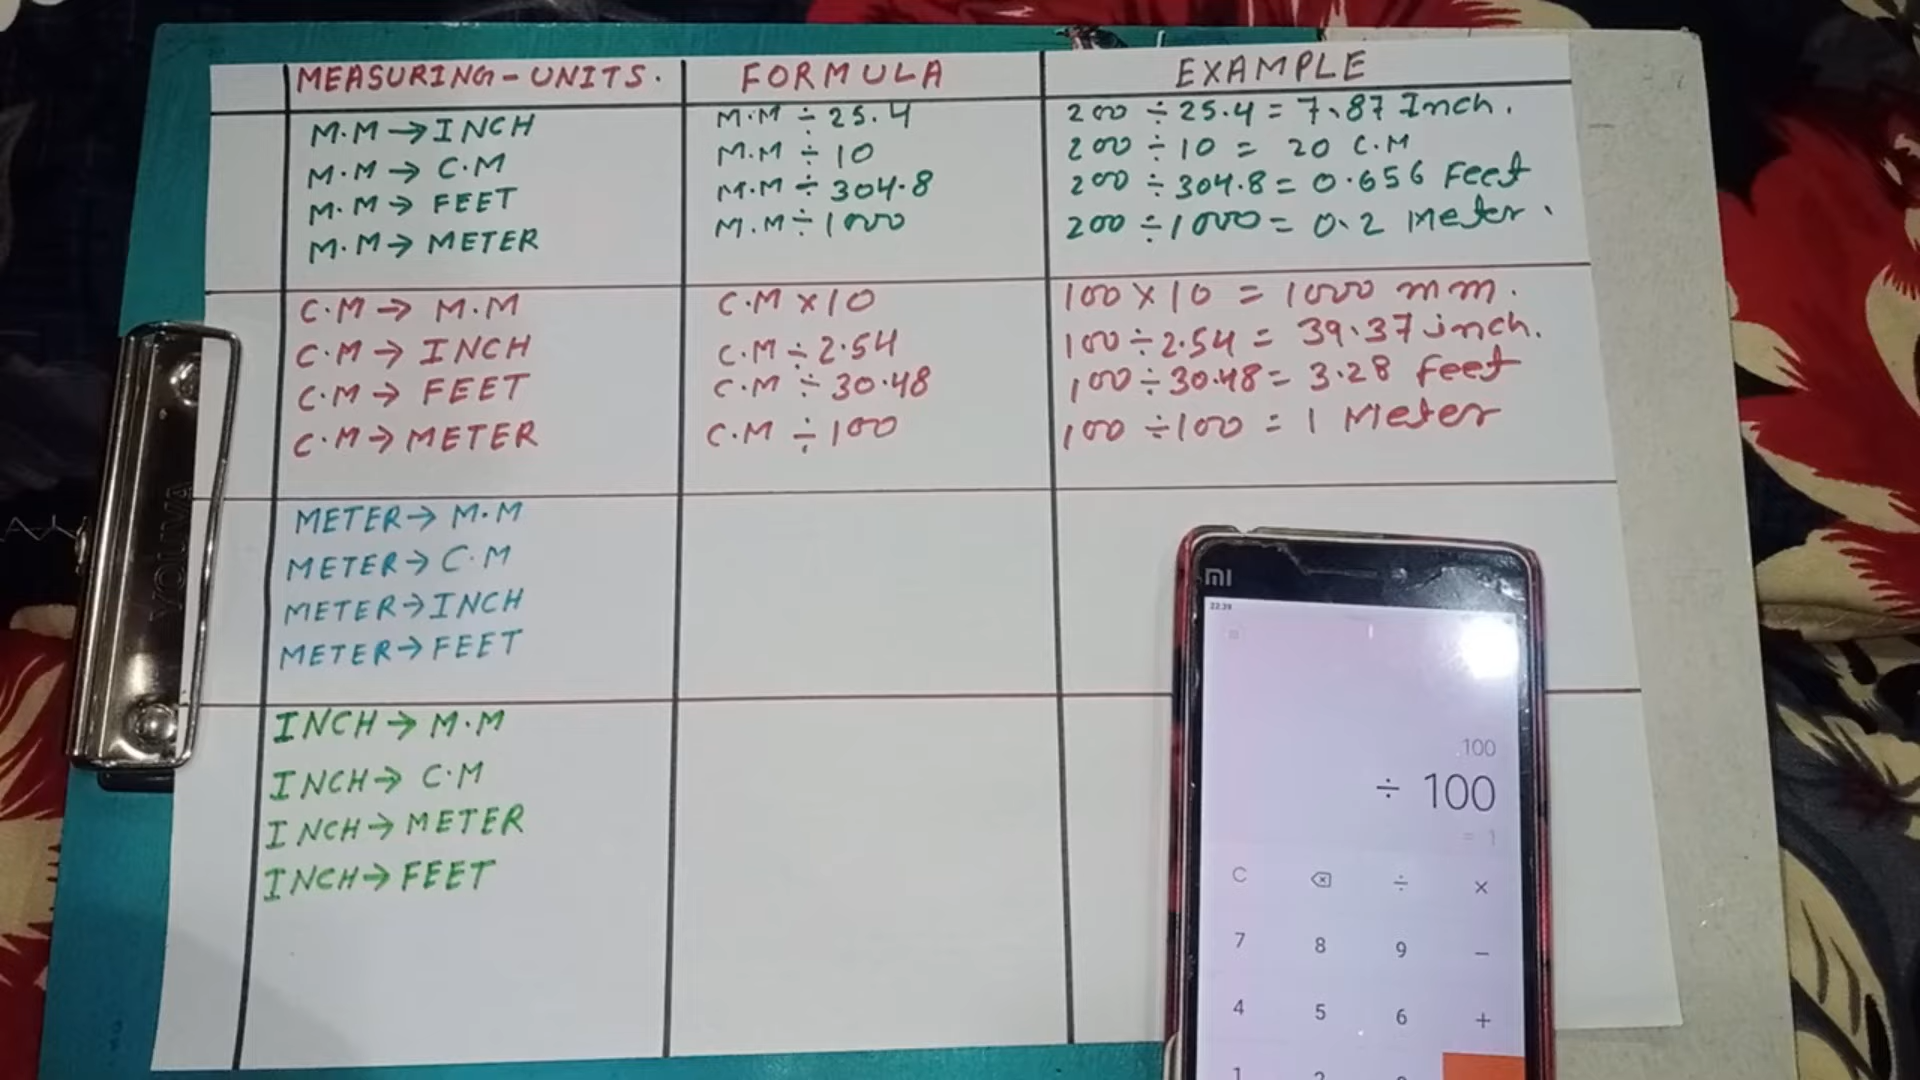 MEASURING-UNITS. FORMULA EXAMPLE
M.M → INCH M.M ÷ 25.4 200 ÷ 25.4 = 7.87 Inch.
M.M → C.M M.M ÷ 10 200 ÷ 10 = 20 C.M
M.M → FEET M.M ÷ 304.8 200 ÷ 304.8 = 0.656 Feet
M.M → METER M.M ÷ 1000 200 ÷ 1000 = 0.2 Meter.
C.M → M.M C.M × 10 100 × 10 = 1000 mm.
C.M → INCH C.M ÷ 2.54 100 ÷ 2.54 = 39.37 inch.
C.M → FEET C.M ÷ 30.48 100 ÷ 30.48 = 3.28 feet
C.M → METER C.M ÷ 100 100 ÷ 100 = 1 Meter
METER → M.M
METER → C.M
METER → INCH
METER → FEET
INCH → M.M
INCH → C.M
INCH → METER
INCH → FEET
YOUVA
mi
22:39
100
÷ 100
= 1
C ÷ ×
7 8 9 −
4 5 6 +
1